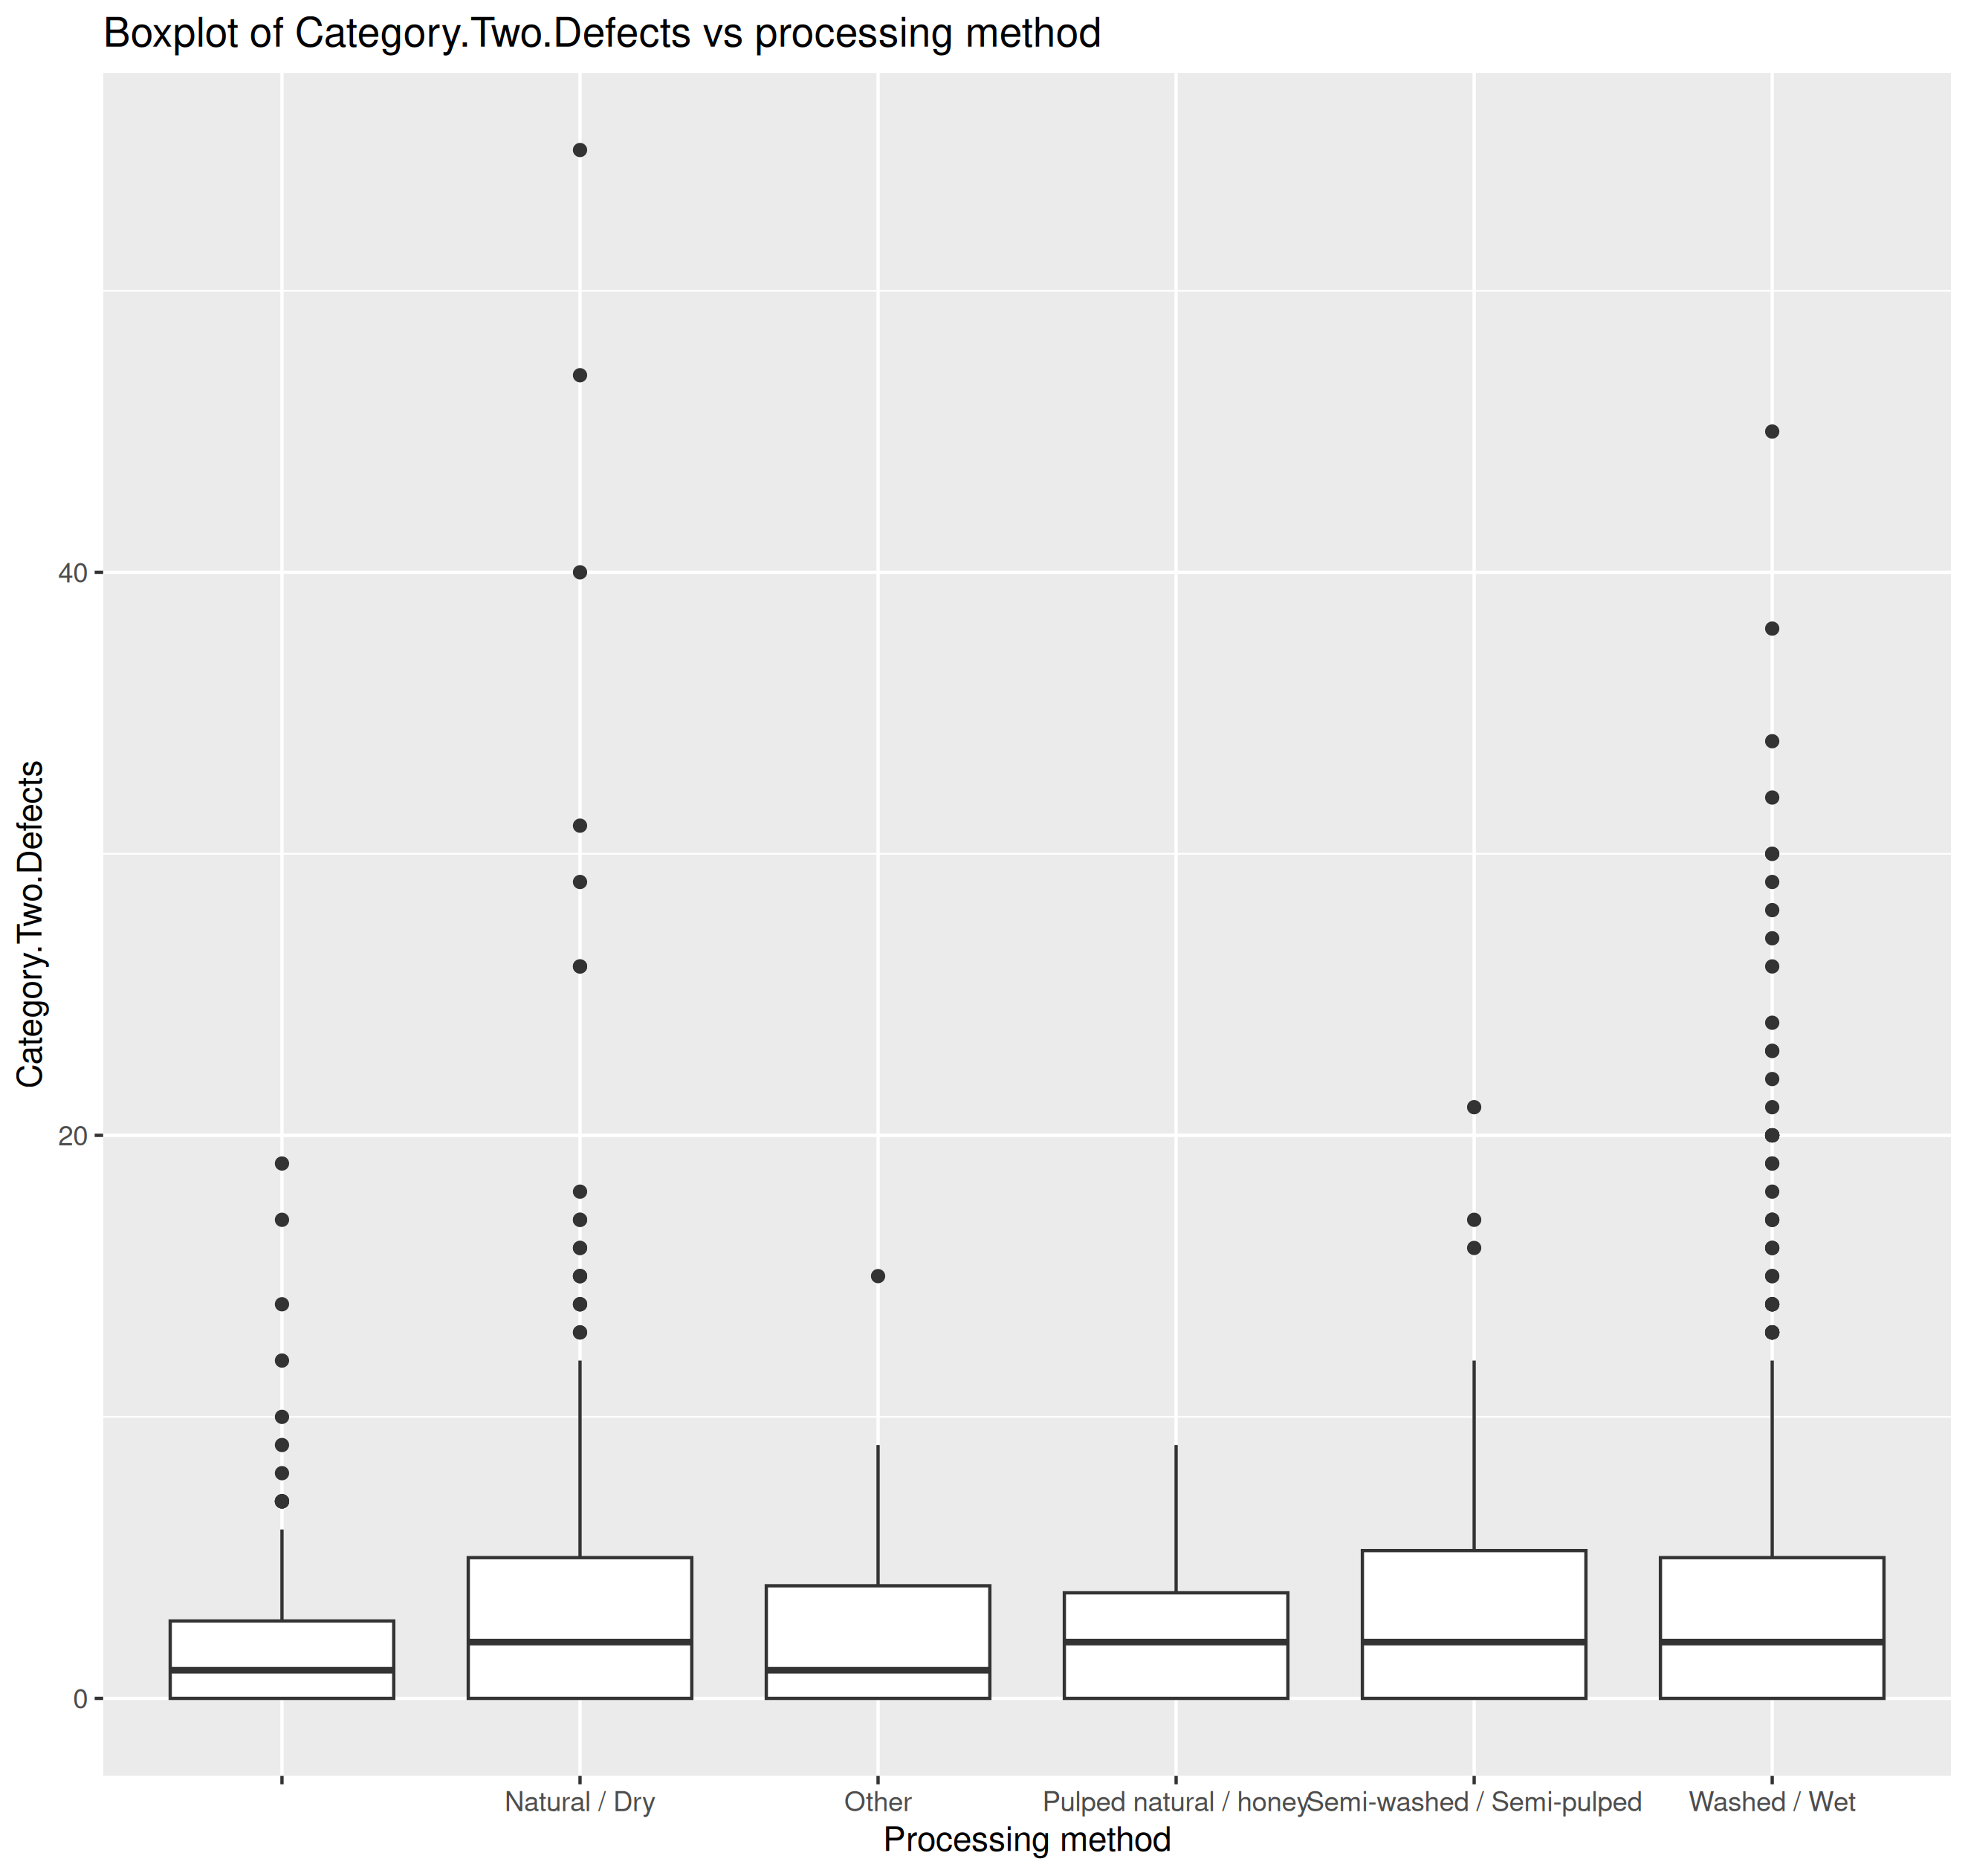 Boxplot of Category.Two.Defects vs processing method
Category.Two.Defects
40
20
0
Natural / Dry
Other
Pulped natural / honey
Semi-washed / Semi-pulped
Washed / Wet
Processing method